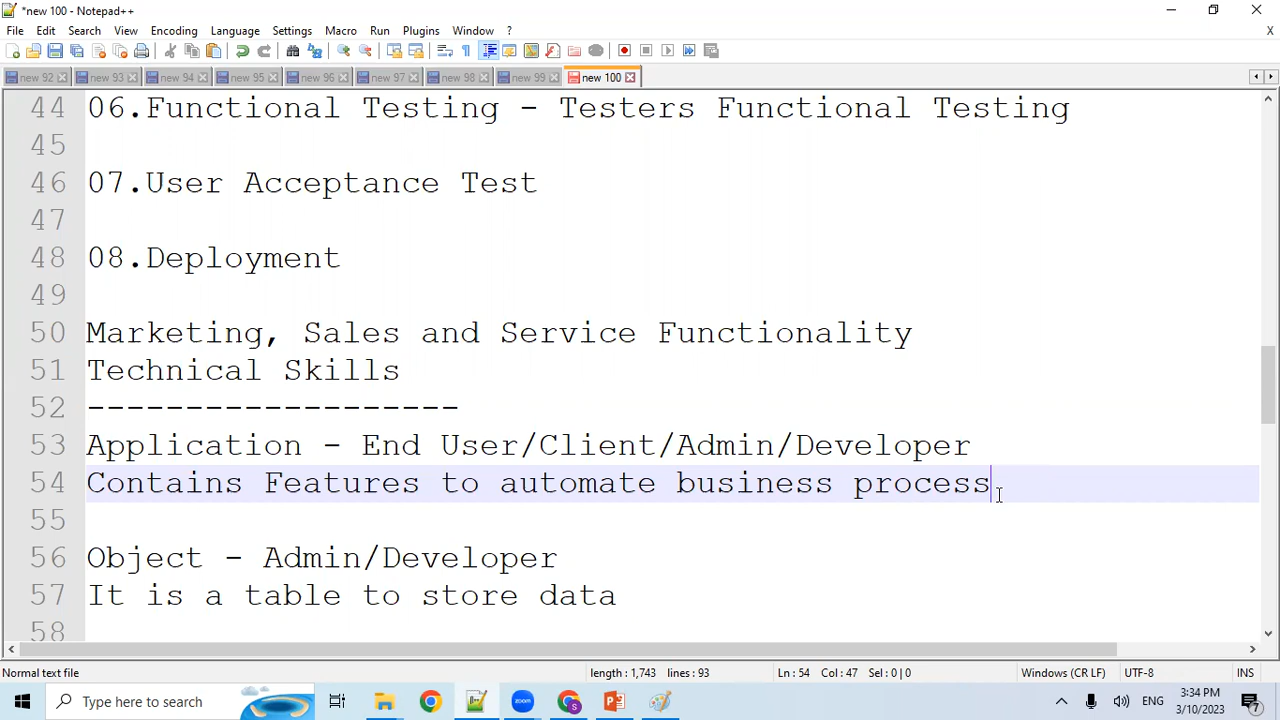 *new 100 - Notepad++
File Edit Search View Encoding Language Settings Tools Macro Run Plugins Window ?
X
new 92 new 93 new 94 new 95 new 96 new 97 new 98 new 99 new 100
44 06.Functional Testing - Testers Functional Testing
45
46 07.User Acceptance Test
47
48 08.Deployment
49
50 Marketing, Sales and Service Functionality
51 Technical Skills
52 -------------------
53 Application - End User/Client/Admin/Developer
54 Contains Features to automate business process
55
56 Object - Admin/Developer
57 It is a table to store data
58
Normal text file length : 1,743 lines : 93 Ln : 54 Col : 47 Sel : 0 | 0 Windows (CR LF) UTF-8 INS
Type here to search zoom ENG 3:34 PM
3/10/2023 7